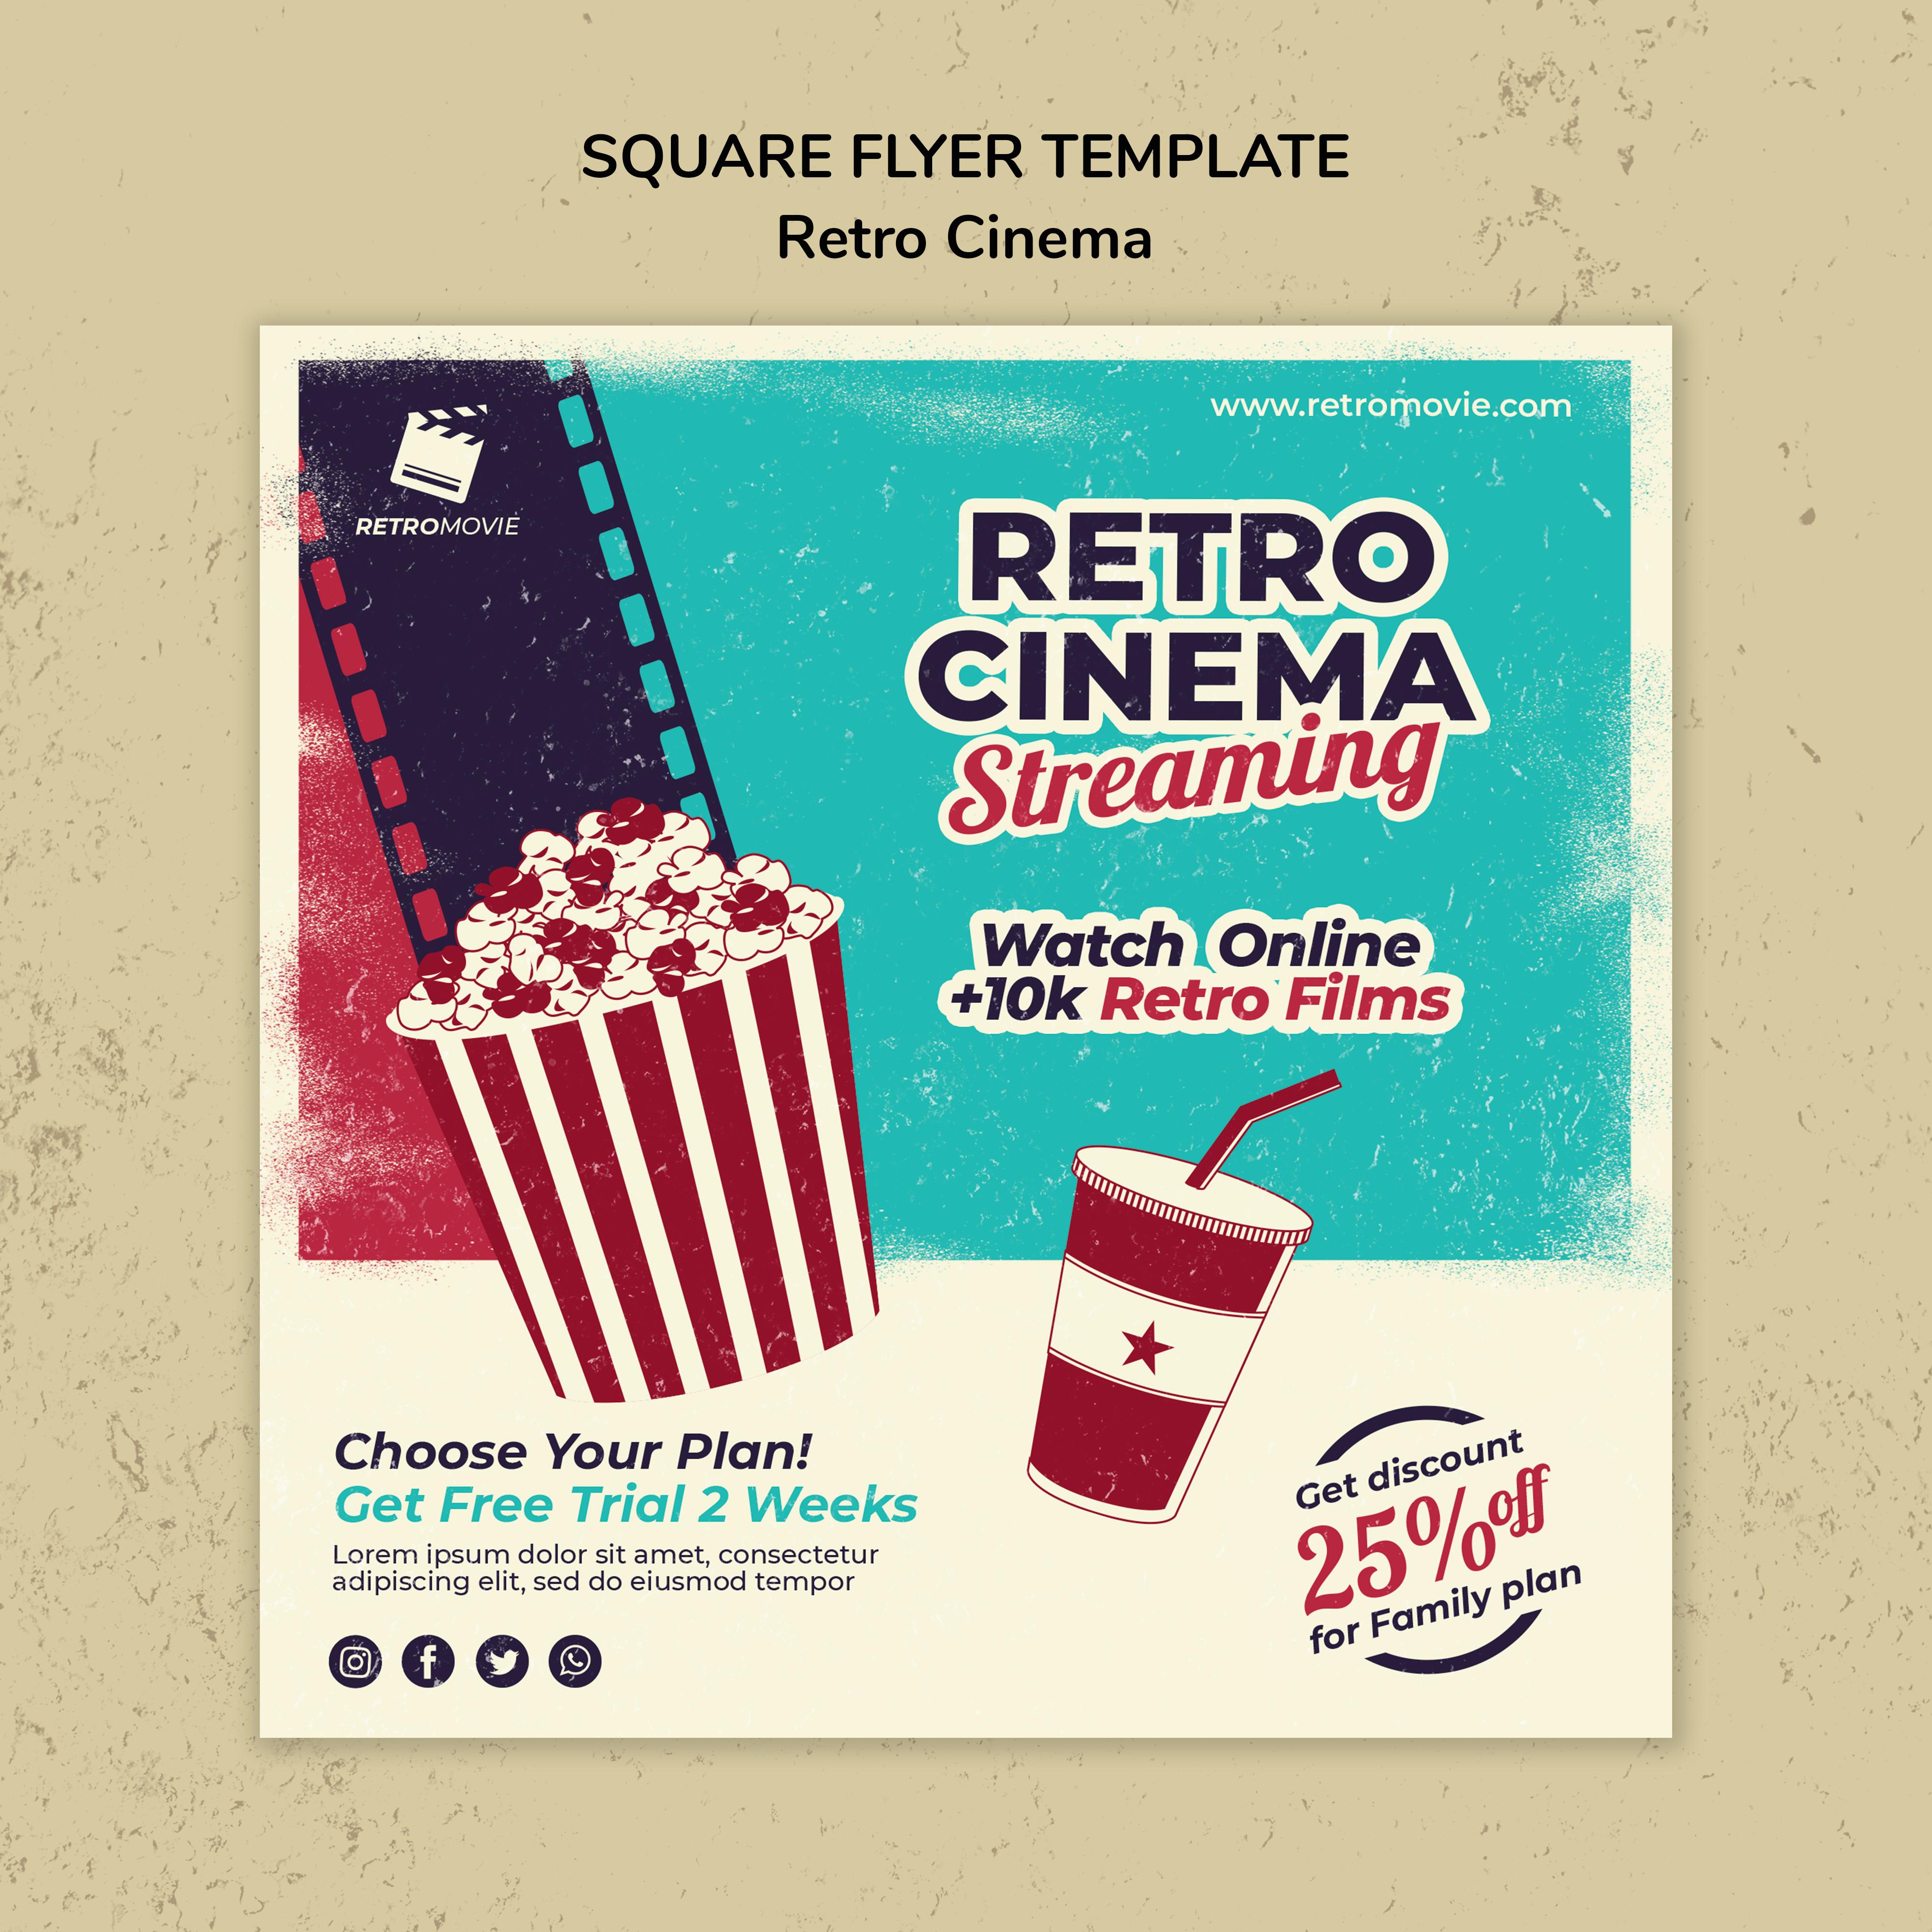 SQUARE FLYER TEMPLATE
Retro Cinema
RETROMOVIE
www.retromovie.com
RETRO
CINEMA
Streaming
Watch Online
+10k Retro Films
Choose Your Plan!
Get Free Trial 2 Weeks
Lorem ipsum dolor sit amet, consectetur
adipiscing elit, sed do eiusmod tempor
Get discount
25%off
for Family plan